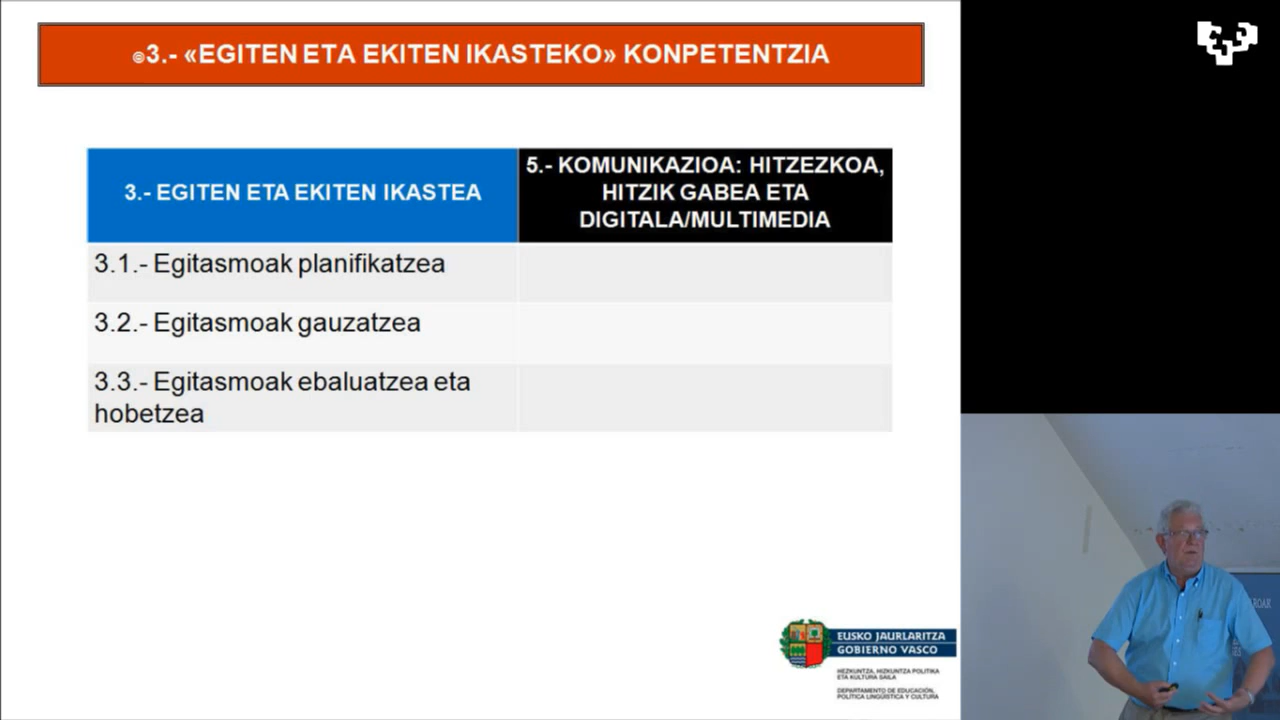 ©3.- «EGITEN ETA EKITEN IKASTEKO» KONPETENTZIA
3.- EGITEN ETA EKITEN IKASTEA
5.- KOMUNIKAZIOA: HITZEZKOA,
HITZIK GABEA ETA
DIGITALA/MULTIMEDIA
3.1.- Egitasmoak planifikatzea
3.2.- Egitasmoak gauzatzea
3.3.- Egitasmoak ebaluatzea eta
hobetzea
EUSKO JAURLARITZA
GOBIERNO VASCO
HEZKUNTZA, HIZKUNTZA POLITIKA
ETA KULTURA SAILA
DEPARTAMENTO DE EDUCACIÓN,
POLÍTICA LINGÜÍSTICA Y CULTURA